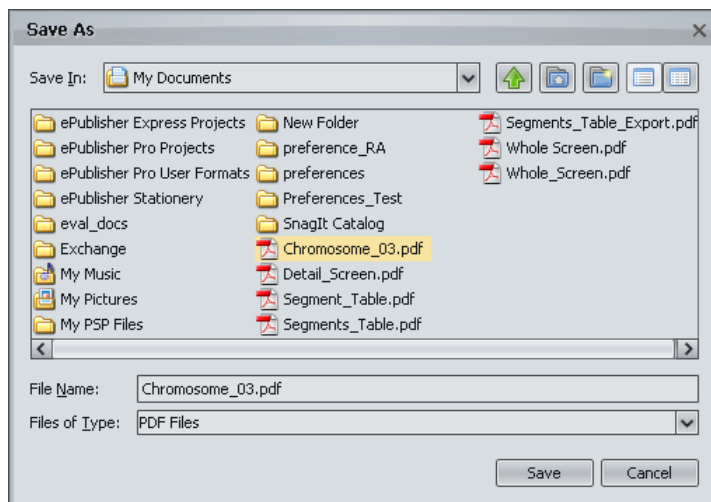 Save As
Save In: My Documents
ePublisher Express Projects
ePublisher Pro Projects
ePublisher Pro User Formats
ePublisher Stationery
eval_docs
Exchange
My Music
My Pictures
My PSP Files
New Folder
preference_RA
preferences
Preferences_Test
SnagIt Catalog
Chromosome_03.pdf
Detail_Screen.pdf
Segment_Table.pdf
Segments_Table.pdf
Segments_Table_Export.pdf
Whole Screen.pdf
Whole_Screen.pdf
File Name: Chromosome_03.pdf
Files of Type: PDF Files
Save Cancel